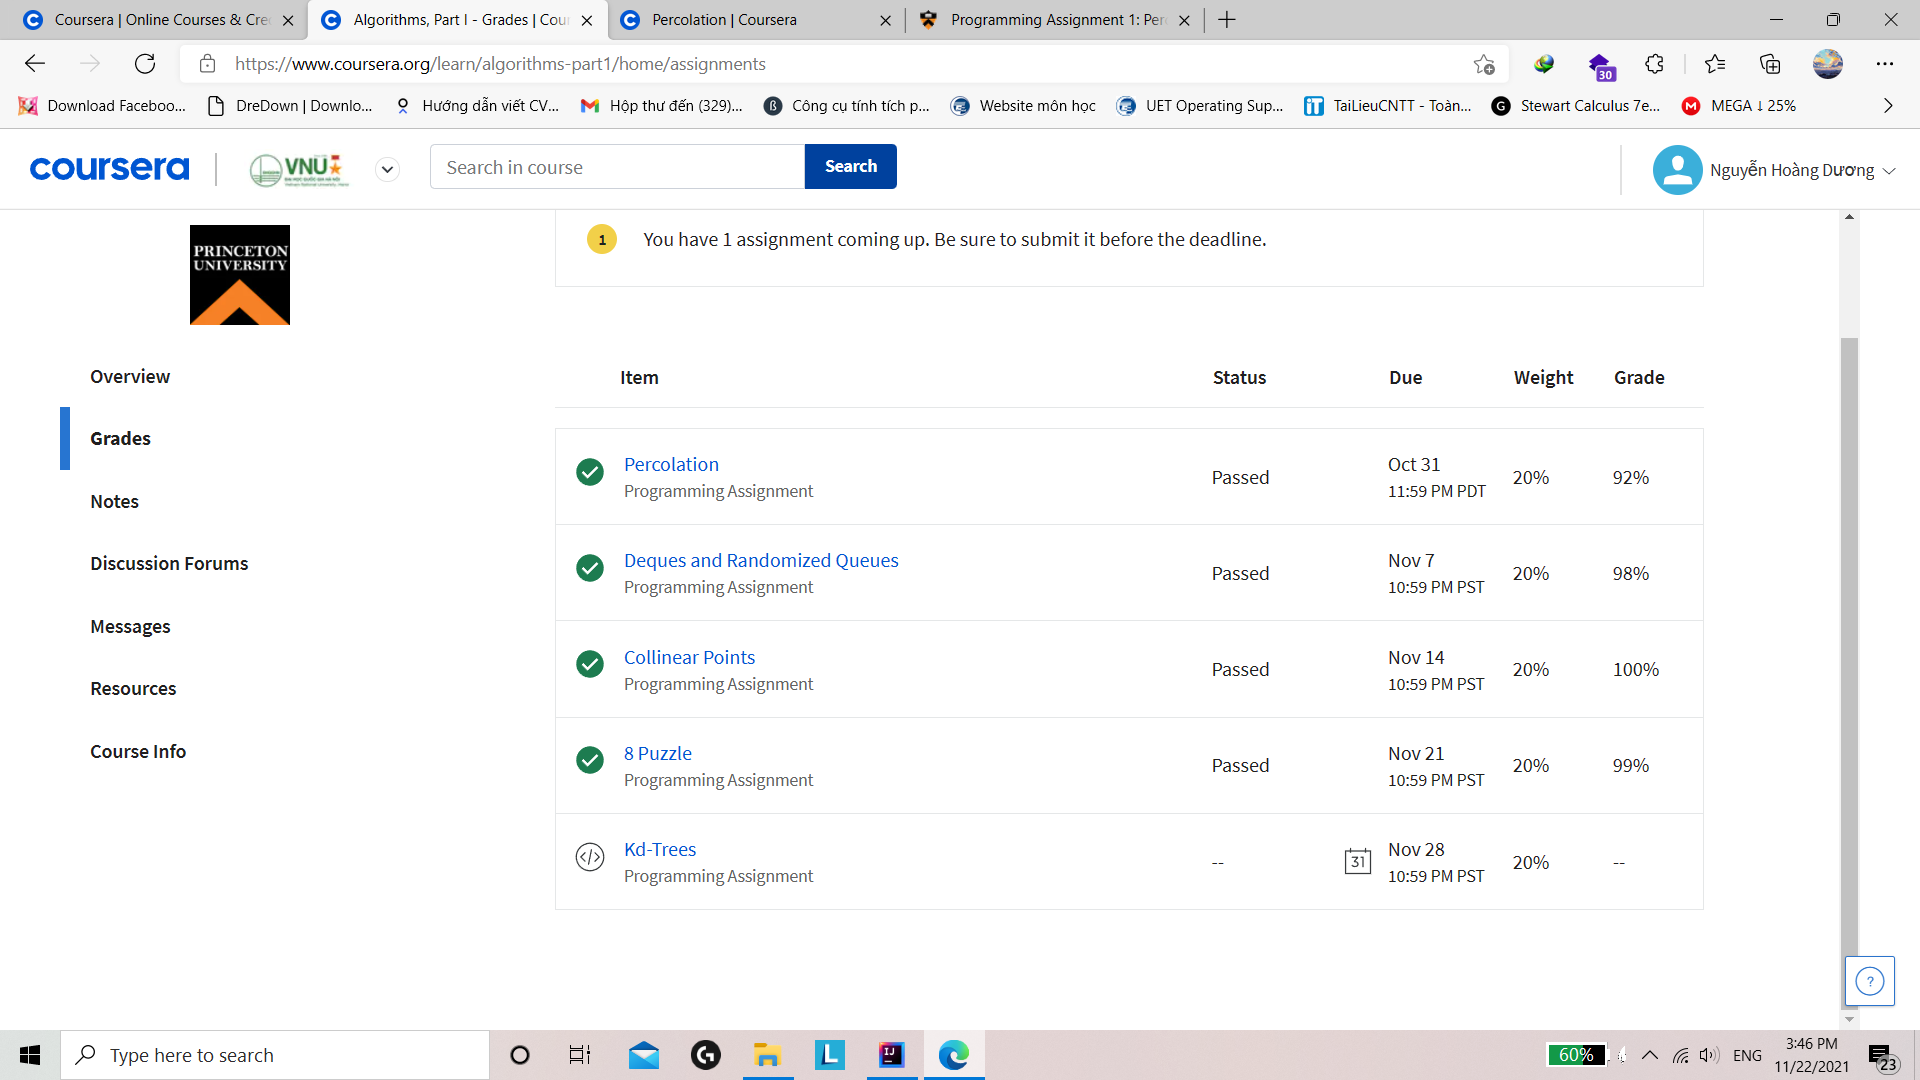 Coursera | Online Courses & Cre
Algorithms, Part I - Grades | Cour
Percolation | Coursera
Programming Assignment 1: Per
https://www.coursera.org/learn/algorithms-part1/home/assignments
30
Download Faceboo...
DreDown | Downlo...
Hướng dẫn viết CV...
Hộp thư đến (329)...
Công cụ tính tích p...
Website môn học
UET Operating Sup...
TaiLieuCNTT - Toàn...
Stewart Calculus 7e...
MEGA ↓ 25%
coursera
VNU
Search in course
Search
Nguyễn Hoàng Dương
PRINCETON
UNIVERSITY
1
You have 1 assignment coming up. Be sure to submit it before the deadline.
Overview
Grades
Notes
Discussion Forums
Messages
Resources
Course Info
Item Status Due Weight Grade
Percolation
Programming Assignment
Passed
Oct 31
11:59 PM PDT
20%
92%
Deques and Randomized Queues
Programming Assignment
Passed
Nov 7
10:59 PM PST
20%
98%
Collinear Points
Programming Assignment
Passed
Nov 14
10:59 PM PST
20%
100%
8 Puzzle
Programming Assignment
Passed
Nov 21
10:59 PM PST
20%
99%
Kd-Trees
Programming Assignment
--
31
Nov 28
10:59 PM PST
20%
--
?
Type here to search
L
IJ
60%
ENG
3:46 PM
11/22/2021
23